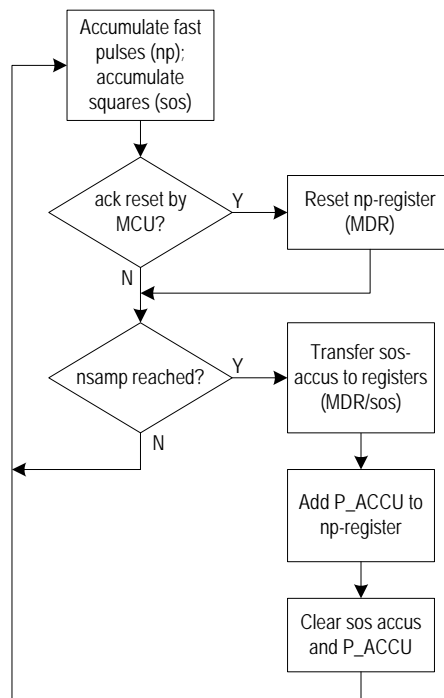 Accumulate fast
pulses (np);
accumulate
squares (sos)
ack reset by
MCU?
Y
Reset np-register
(MDR)
N
nsamp reached?
Y
Transfer sos-
accus to registers
(MDR/sos)
N
Add P_ACCU to
np-register
Clear sos accus
and P_ACCU